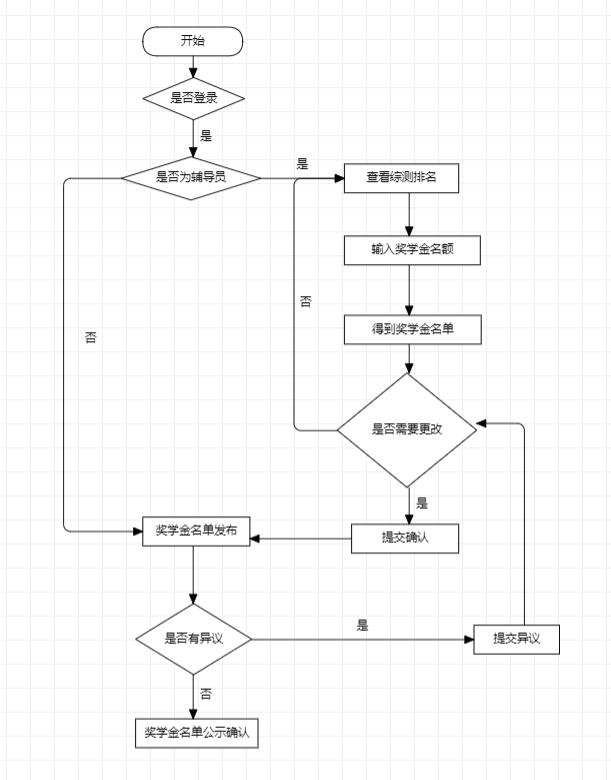 开始
是否登录
是
是否为辅导员
是
查看综测排名
输入奖学金名额
否
得到奖学金名单
否
是否需要更改
是
奖学金名单发布
提交确认
是
是否有异议
提交异议
否
奖学金名单公示确认